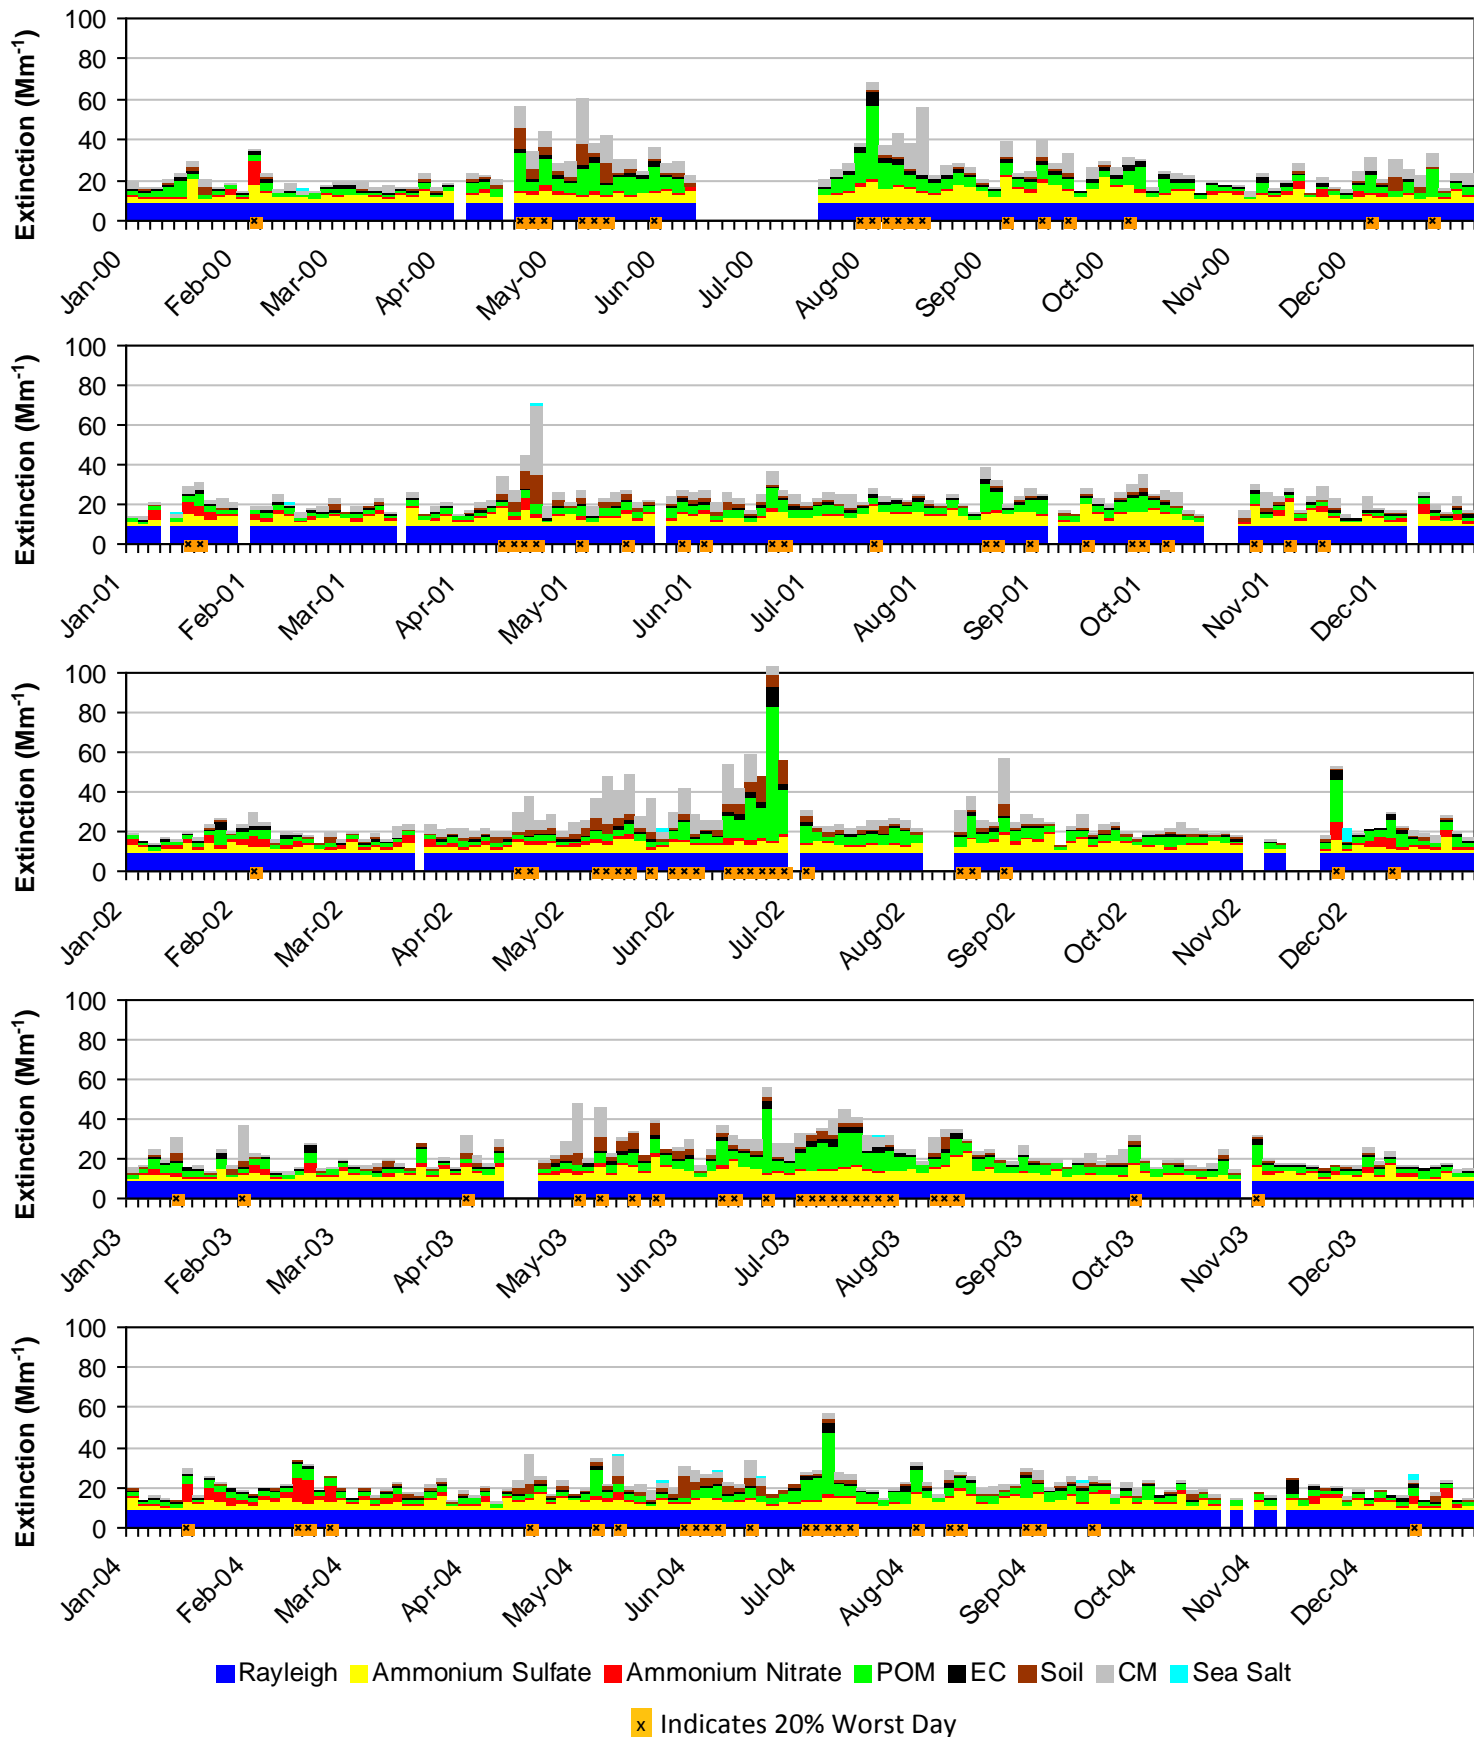 Extinction (Mm-1)
100
80
60
40
20
0
Jan-00 Feb-00 Mar-00 Apr-00 May-00 Jun-00 Jul-00 Aug-00 Sep-00 Oct-00 Nov-00 Dec-00
Extinction (Mm-1)
100
80
60
40
20
0
Jan-01 Feb-01 Mar-01 Apr-01 May-01 Jun-01 Jul-01 Aug-01 Sep-01 Oct-01 Nov-01 Dec-01
Extinction (Mm-1)
100
80
60
40
20
0
Jan-02 Feb-02 Mar-02 Apr-02 May-02 Jun-02 Jul-02 Aug-02 Sep-02 Oct-02 Nov-02 Dec-02
Extinction (Mm-1)
100
80
60
40
20
0
Jan-03 Feb-03 Mar-03 Apr-03 May-03 Jun-03 Jul-03 Aug-03 Sep-03 Oct-03 Nov-03 Dec-03
Extinction (Mm-1)
100
80
60
40
20
0
Jan-04 Feb-04 Mar-04 Apr-04 May-04 Jun-04 Jul-04 Aug-04 Sep-04 Oct-04 Nov-04 Dec-04
Rayleigh Ammonium Sulfate Ammonium Nitrate POM EC Soil CM Sea Salt
x Indicates 20% Worst Day